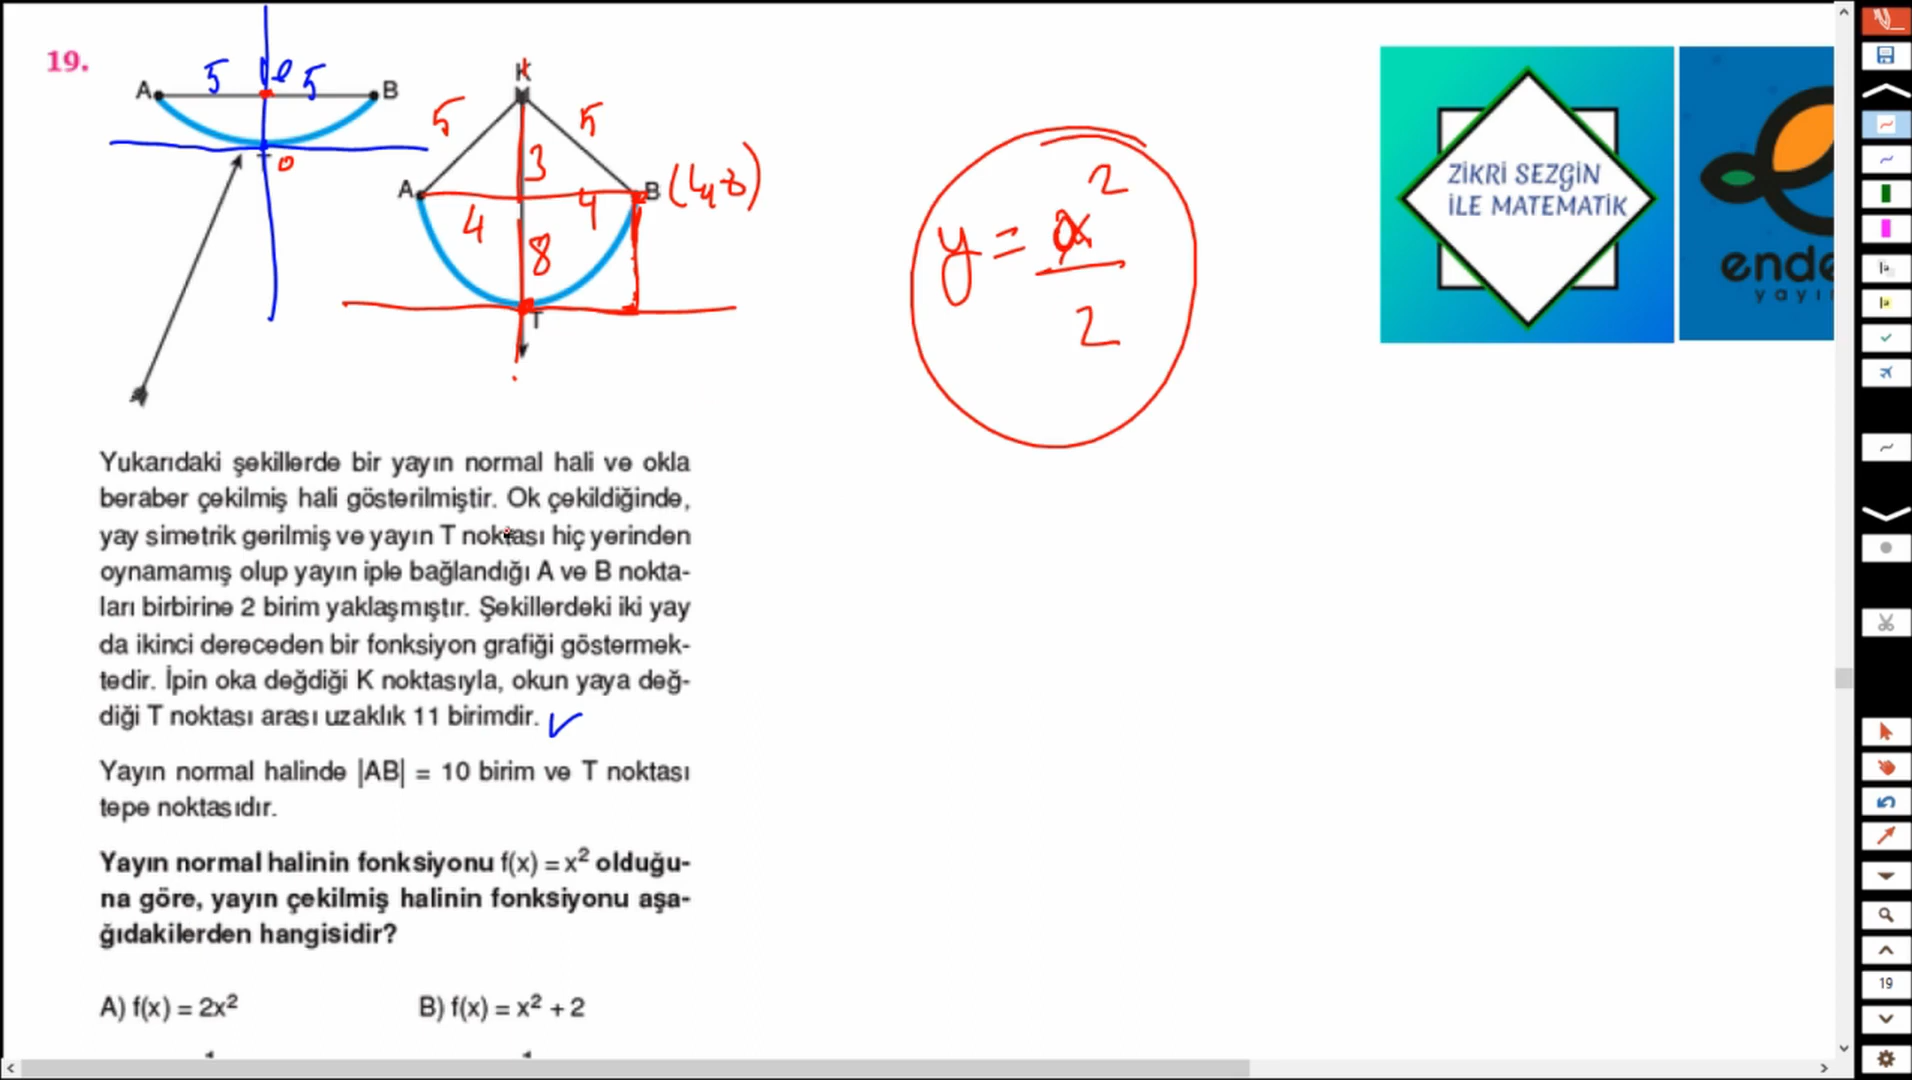 19.
5
5
A
B
T
0
K
5
5
3
A
B
(4,8)
4
4
8
T
y = x²
2
ZİKRİ SEZGİN
İLE MATEMATİK
ende
yayı
Yukarıdaki şekillerde bir yayın normal hali ve okla
beraber çekilmiş hali gösterilmiştir. Ok çekildiğinde,
yay simetrik gerilmiş ve yayın T noktası hiç yerinden
oynamamış olup yayın iple bağlandığı A ve B nokta-
ları birbirine 2 birim yaklaşmıştır. Şekillerdeki iki yay
da ikinci dereceden bir fonksiyon grafiği göstermek-
tedir. İpin oka değdiği K noktasıyla, okun yaya değ-
diği T noktası arası uzaklık 11 birimdir.
Yayın normal halinde |AB| = 10 birim ve T noktası
tepe noktasıdır.
Yayın normal halinin fonksiyonu f(x) = x² olduğu-
na göre, yayın çekilmiş halinin fonksiyonu aşa-
ğıdakilerden hangisidir?
A) f(x) = 2x²
B) f(x) = x² + 2
19